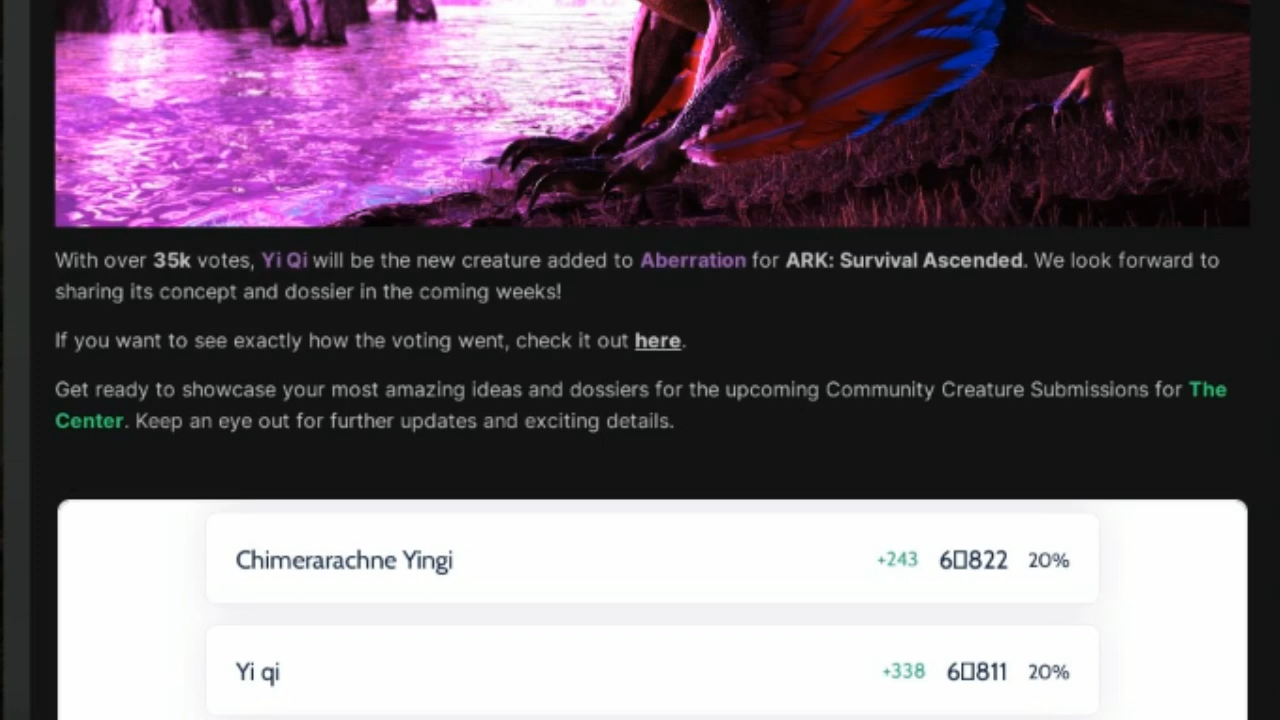 With over 35k votes, Yi Qi will be the new creature added to Aberration for ARK: Survival Ascended. We look forward to
sharing its concept and dossier in the coming weeks!
If you want to see exactly how the voting went, check it out here.
Get ready to showcase your most amazing ideas and dossiers for the upcoming Community Creature Submissions for The
Center. Keep an eye out for further updates and exciting details.
Chimerarachne Yingi +243 6▯822 20%
Yi qi +338 6▯811 20%